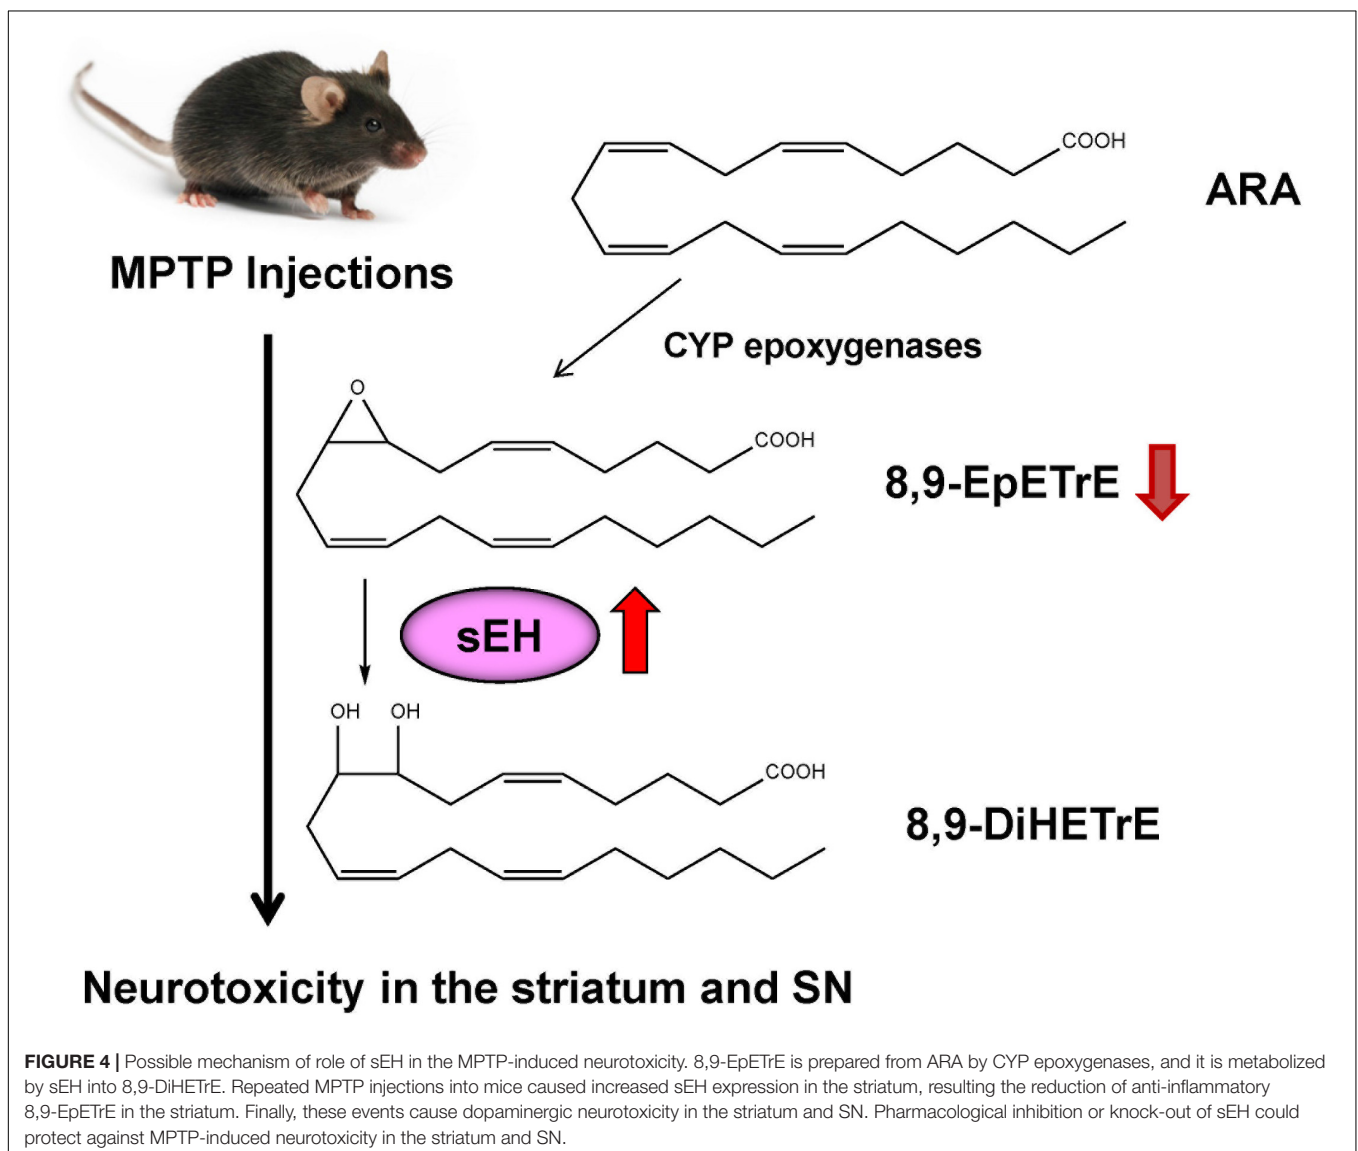 COOH
ARA
MPTP Injections
CYP epoxygenases
O
COOH
8,9-EpETrE
sEH
OH OH
COOH
8,9-DiHETrE
Neurotoxicity in the striatum and SN
FIGURE 4 | Possible mechanism of role of sEH in the MPTP-induced neurotoxicity. 8,9-EpETrE is prepared from ARA by CYP epoxygenases, and it is metabolized
by sEH into 8,9-DiHETrE. Repeated MPTP injections into mice caused increased sEH expression in the striatum, resulting the reduction of anti-inflammatory
8,9-EpETrE in the striatum. Finally, these events cause dopaminergic neurotoxicity in the striatum and SN. Pharmacological inhibition or knock-out of sEH could
protect against MPTP-induced neurotoxicity in the striatum and SN.